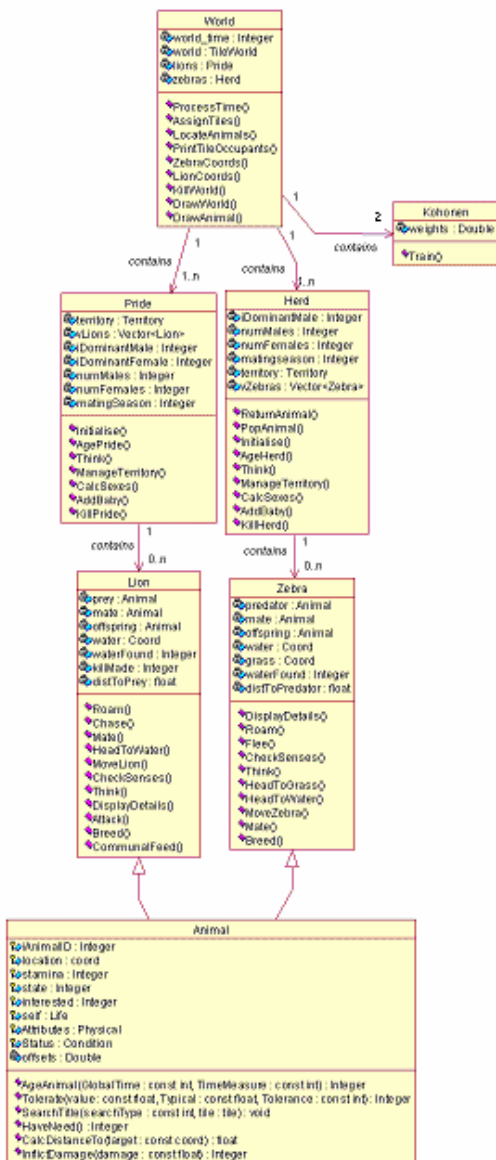 World
world_time : Integer
world : TileWorld
lions : Pride
zebras : Herd
ProcessTime()
AssignTiles()
LocateAnimals()
PrintTileOccupants()
ZebraCoords()
LionCoords()
KillWorld()
DrawWorld()
DrawAnimal()
1
2
contains
Kohonen
weights : Double
Train()
1
contains
1..n
1
contains
1..n
Pride
territory : Territory
vLions : Vector<Lion>
iDominantMale : Integer
iDominantFemale : Integer
numMales : Integer
numFemales : Integer
matingSeason : Integer
Initialise()
AgePride()
Think()
ManageTerritory()
CalcSexes()
AddBaby()
KillPride()
Herd
iDominantMale : Integer
numMales : Integer
numFemales : Integer
matingseason : Integer
territory : Territory
vZebras : Vector<Zebra>
ReturnAnimal()
PopAnimal()
Initialise()
AgeHerd()
Think()
ManageTerritory()
CalcSexes()
AddBaby()
KillHerd()
1
contains
0..n
1
contains
0..n
Lion
prey : Animal
mate : Animal
offspring : Animal
water : Coord
waterFound : Integer
killMade : Integer
distToPrey : float
Roam()
Chase()
Mate()
HeadToWater()
MoveLion()
CheckSenses()
Think()
DisplayDetails()
Attack()
Breed()
CommunalFeed()
Zebra
predator : Animal
mate : Animal
offspring : Animal
water : Coord
grass : Coord
waterFound : Integer
distToPredator : float
DisplayDetails()
Roam()
Flee()
CheckSenses()
Think()
HeadToGrass()
HeadToWater()
MoveZebra()
Mate()
Breed()
Animal
iAnimalID : Integer
location : coord
stamina : Integer
state : Integer
interested : Integer
self : Life
Attributes : Physical
Status : Condition
offsets : Double
AgeAnimal(GlobalTime : const int, TimeMeasure : const int) : Integer
Tolerate(value : const float, Typical : const float, Tolerance : const int) : Integer
SearchTitle(searchType : const int, tile : tile) : void
HaveNeed() : Integer
CalcDistanceTo(target : const coord) : float
InflictDamage(damage : const float) : Integer